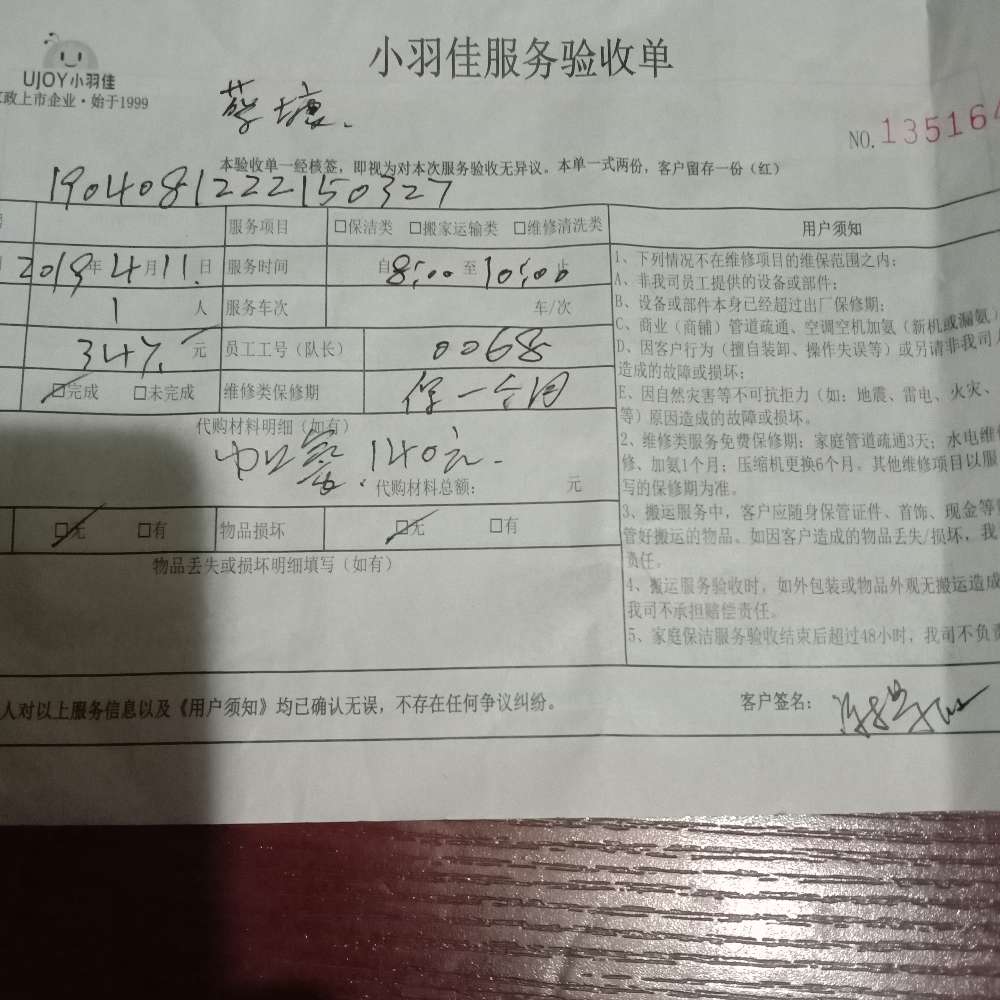 小羽佳服务验收单
UJOY小羽佳
政上市企业·始于1999
NO. 135164
本验收单一经核签，即视为对本次服务验收无异议。本单一式两份，客户留存一份（红）
1904081222150327
服务项目 □保洁类 □搬家运输类 □维修清洗类
2019年4月11.日 服务时间 自8:00至10:00止
1 人 服务车次 车/次
347.元 员工工号（队长） 0068
□完成 □未完成 维修类保修期 保一个月
代购材料明细（如有）
140元.
代购材料总额： 元
□无 □有 物品损坏 □无 □有
物品丢失或损坏明细填写（如有）
用户须知
1、下列情况不在维修项目的维保范围之内：
A、非我司员工提供的设备或部件；
B、设备或部件本身已经超过出厂保修期；
C、商业（商铺）管道疏通、空调空机加氨（新机或漏氨）
D、因客户行为（擅自装卸、操作失误等）或另请非我司
造成的故障或损坏；
E、因自然灾害等不可抗拒力（如：地震、雷电、火灾、
等）原因造成的故障或损坏。
2、维修类服务免费保修期：家庭管道疏通3天；水电维
修、加氨1个月；压缩机更换6个月。其他维修项目以服
写的保修期为准。
3、搬运服务中，客户应随身保管证件、首饰、现金等
管好搬运的物品。如因客户造成的物品丢失/损坏，我
责任。
4、搬运服务验收时，如外包装或物品外观无搬运造成
我司不承担赔偿责任。
5、家庭保洁服务验收结束后超过48小时，我司不负责
人对以上服务信息以及《用户须知》均已确认无误，不存在任何争议纠纷。
客户签名：